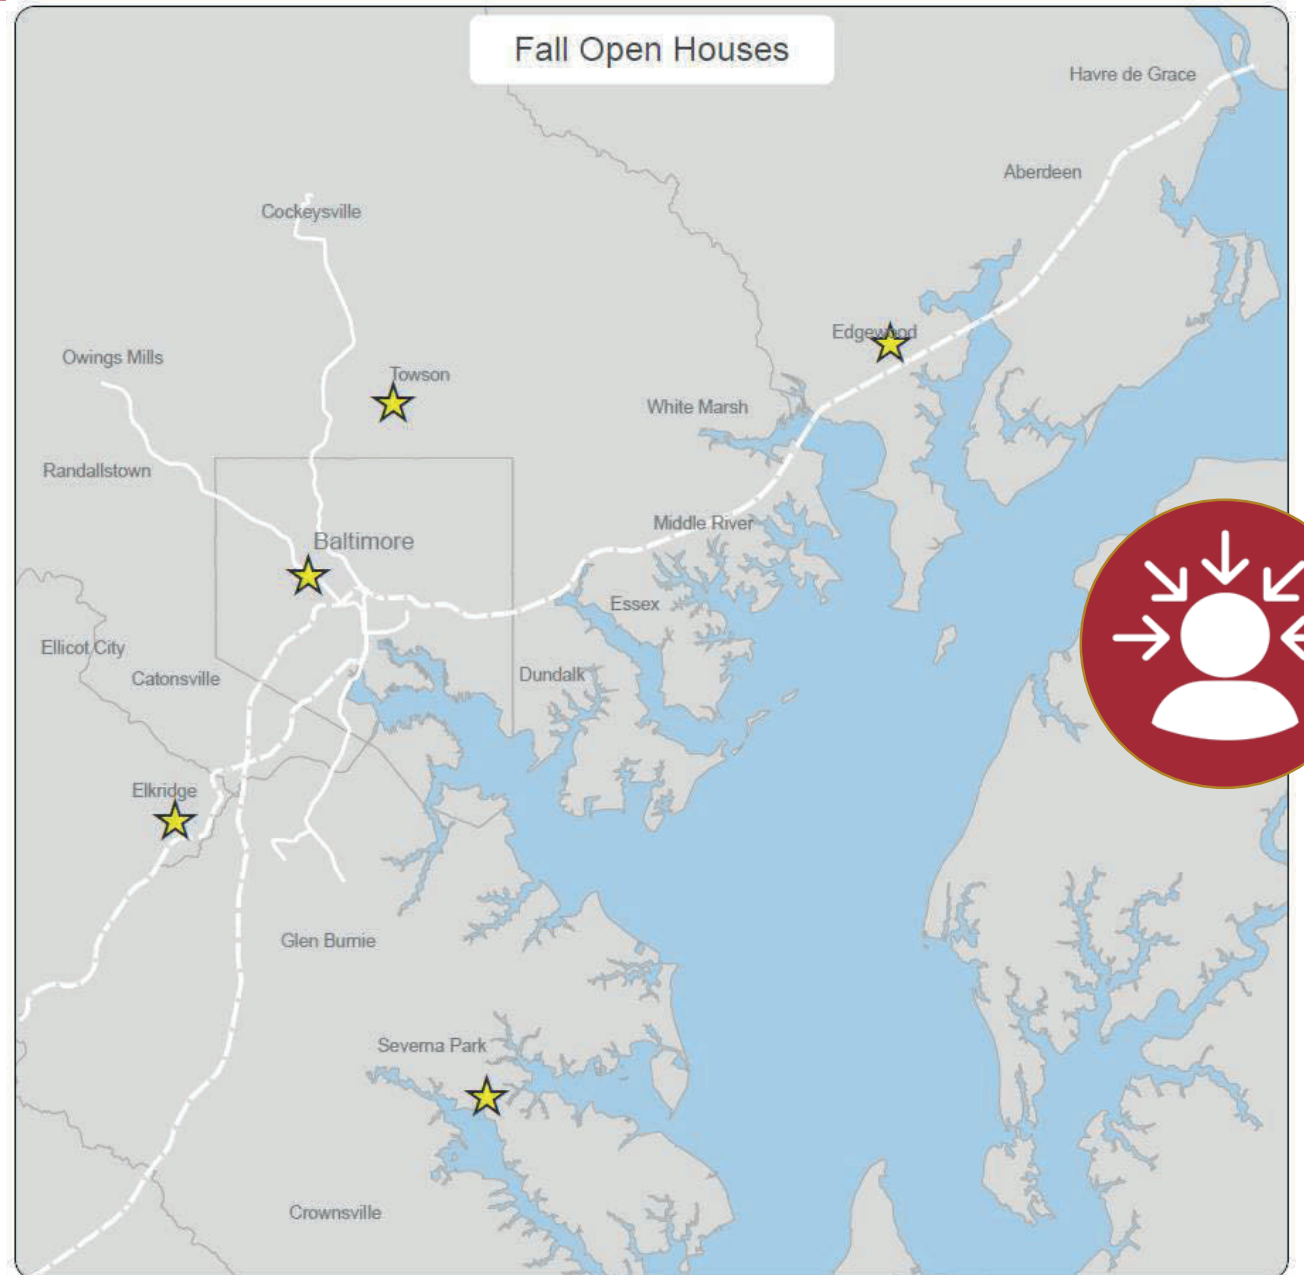 Fall Open Houses
Havre de Grace
Aberdeen
Cockeysville
Edgewood
Owings Mills
Towson
White Marsh
Randallstown
Middle River
Baltimore
Essex
Ellicot City
Catonsville
Dundalk
Elkridge
Glen Burnie
Severna Park
Crownsville